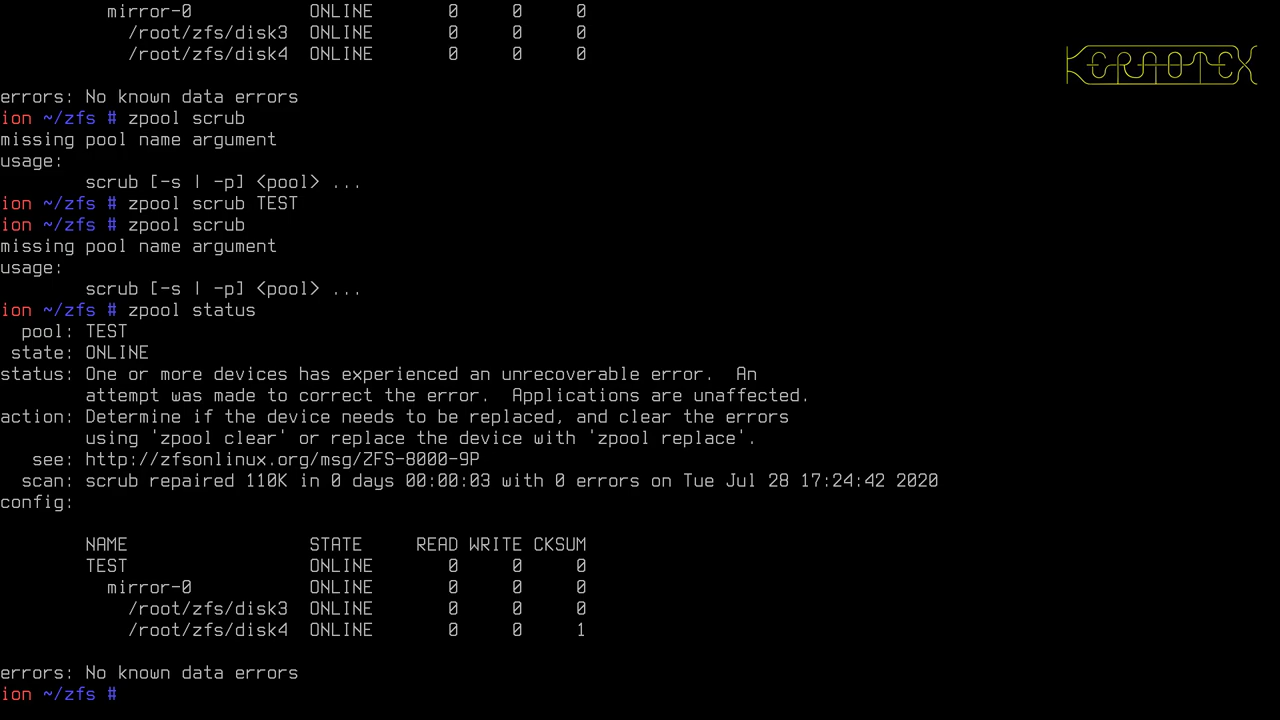 mirror-0 ONLINE 0 0 0
/root/zfs/disk3 ONLINE 0 0 0
/root/zfs/disk4 ONLINE 0 0 0
KERNOTEX
errors: No known data errors
ion ~/zfs # zpool scrub
missing pool name argument
usage:
scrub [-s | -p] <pool> ...
ion ~/zfs # zpool scrub TEST
ion ~/zfs # zpool scrub
missing pool name argument
usage:
scrub [-s | -p] <pool> ...
ion ~/zfs # zpool status
pool: TEST
state: ONLINE
status: One or more devices has experienced an unrecoverable error.  An
attempt was made to correct the error.  Applications are unaffected.
action: Determine if the device needs to be replaced, and clear the errors
using 'zpool clear' or replace the device with 'zpool replace'.
see: http://zfsonlinux.org/msg/ZFS-8000-9P
scan: scrub repaired 110K in 0 days 00:00:03 with 0 errors on Tue Jul 28 17:24:42 2020
config:
NAME STATE READ WRITE CKSUM
TEST ONLINE 0 0 0
mirror-0 ONLINE 0 0 0
/root/zfs/disk3 ONLINE 0 0 0
/root/zfs/disk4 ONLINE 0 0 1
errors: No known data errors
ion ~/zfs #